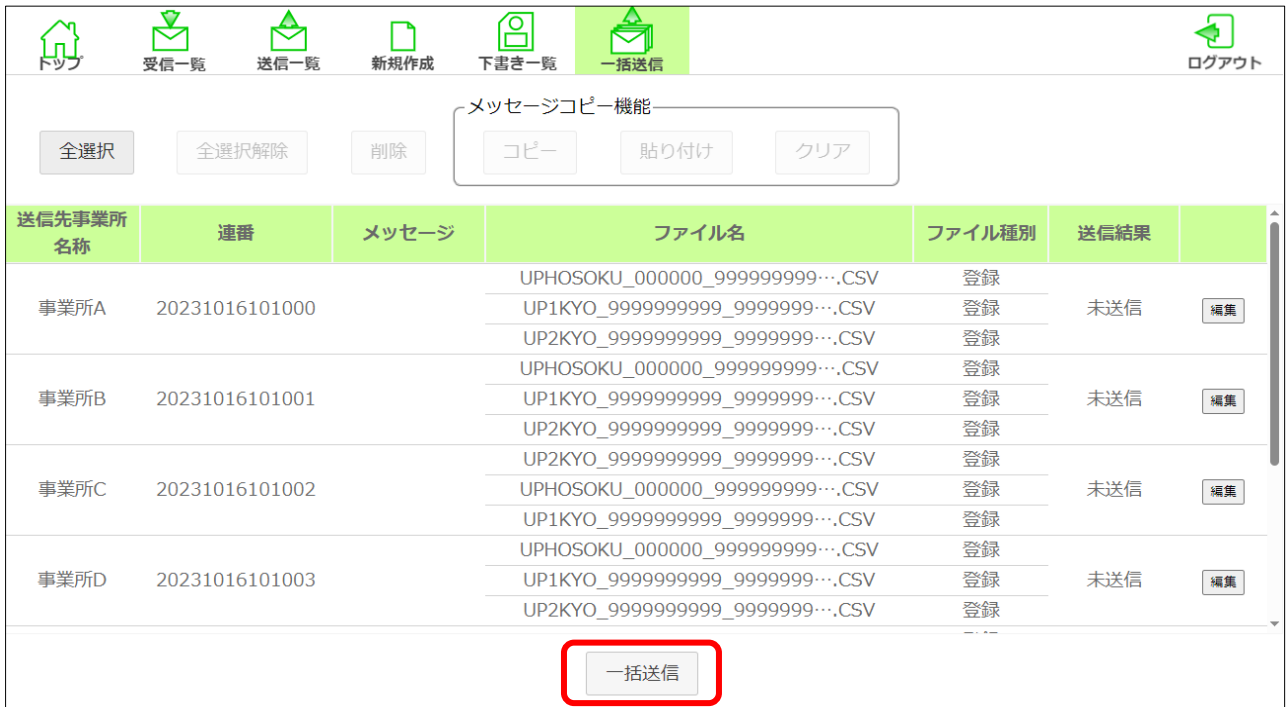 トップ 受信一覧 送信一覧 新規作成 下書き一覧 一括送信 ログアウト
メッセージコピー機能
全選択 全選択解除 削除 コピー 貼り付け クリア
送信先事業所
名称 連番 メッセージ ファイル名 ファイル種別 送信結果
UPHOSOKU_000000_999999999….CSV 登録
事業所A 20231016101000 UP1KYO_9999999999_9999999….CSV 登録 未送信 編集
UP2KYO_9999999999_9999999….CSV 登録
UPHOSOKU_000000_999999999….CSV 登録
事業所B 20231016101001 UP1KYO_9999999999_9999999….CSV 登録 未送信 編集
UP2KYO_9999999999_9999999….CSV 登録
UP2KYO_9999999999_9999999….CSV 登録
事業所C 20231016101002 UPHOSOKU_000000_999999999….CSV 登録 未送信 編集
UP1KYO_9999999999_9999999….CSV 登録
UPHOSOKU_000000_999999999….CSV 登録
事業所D 20231016101003 UP1KYO_9999999999_9999999….CSV 登録 未送信 編集
UP2KYO_9999999999_9999999….CSV 登録
一括送信